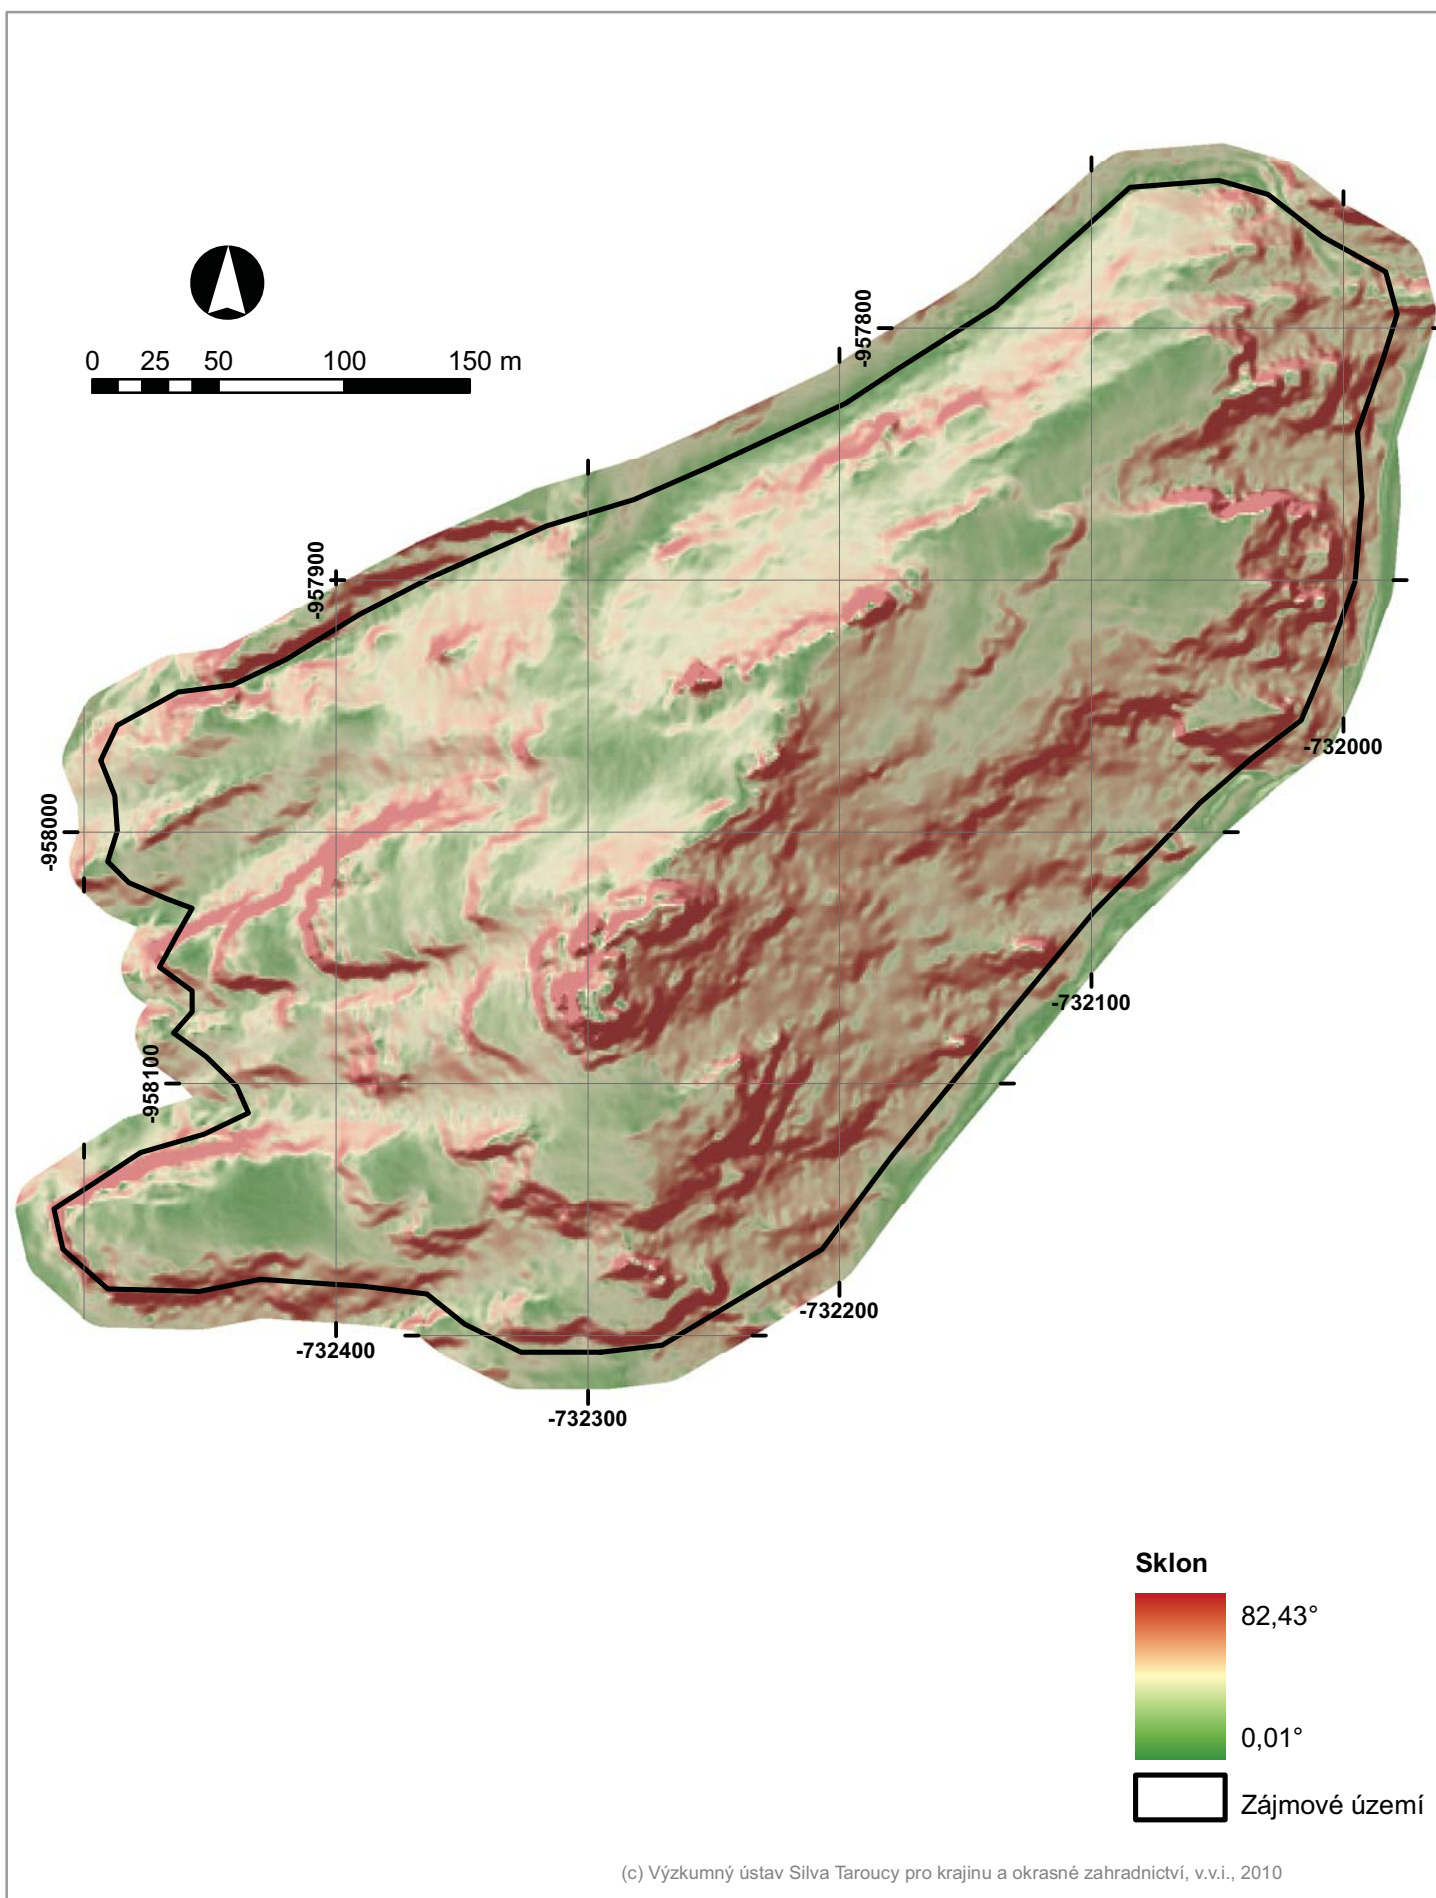 0 25 50 100 150 m
-957800
-957900
-732000
-958000
-732100
-958100
-732200
-732400
-732300
Sklon
82,43°
0,01°
Zájmové území
(c) Výzkumný ústav Silva Taroucy pro krajinu a okrasné zahradnictví, v.v.i., 2010